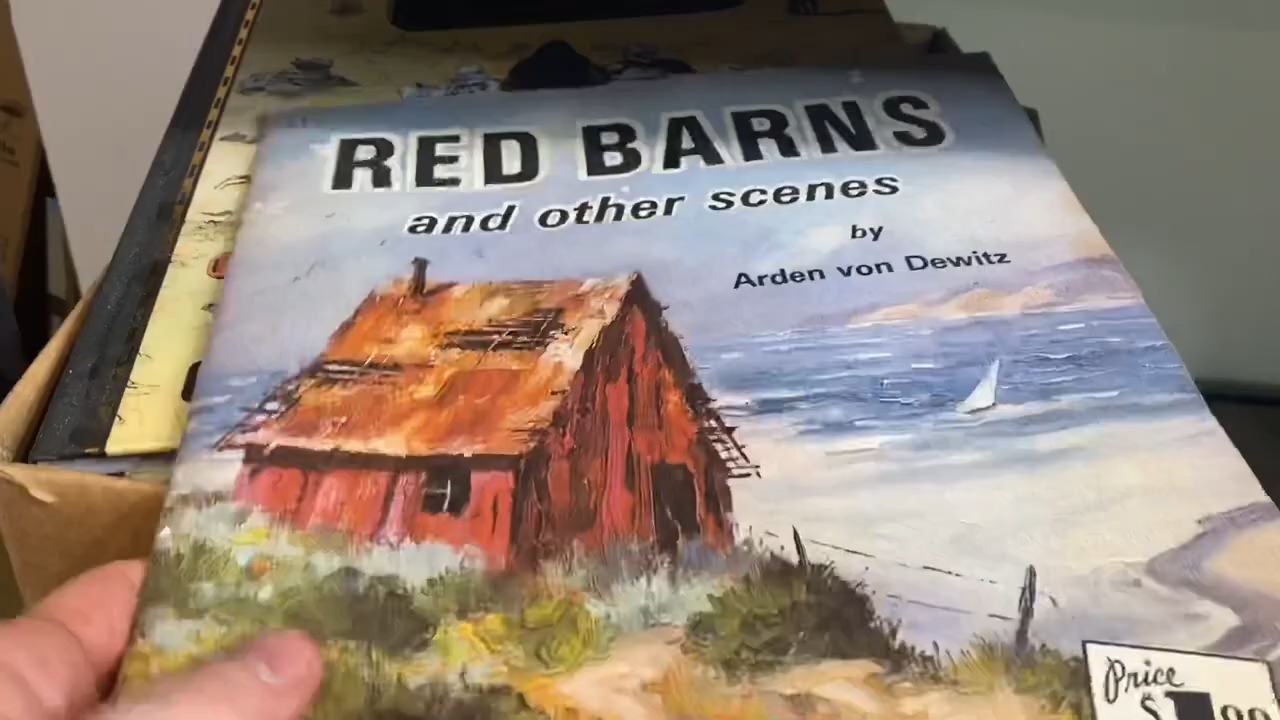 RED BARNS
and other scenes
by
Arden von Dewitz
Price